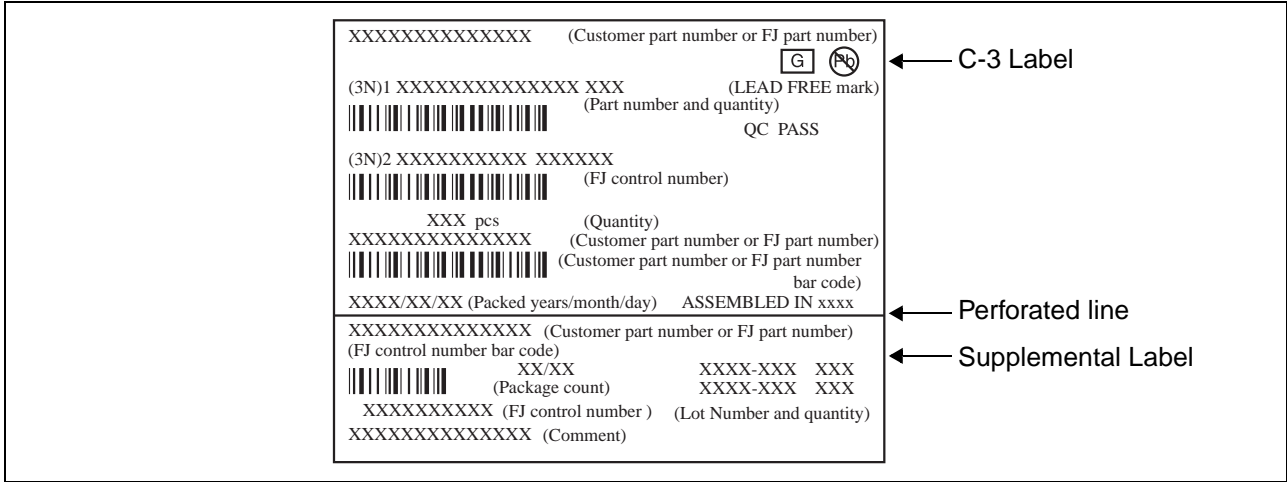 XXXXXXXXXXXXXX (Customer part number or FJ part number)
G Pb
C-3 Label
(3N)1 XXXXXXXXXXXXXX XXX (LEAD FREE mark)
(Part number and quantity)
QC PASS
(3N)2 XXXXXXXXXX XXXXXX
(FJ control number)
XXX pcs (Quantity)
XXXXXXXXXXXXXX (Customer part number or FJ part number)
(Customer part number or FJ part number
bar code)
XXXX/XX/XX (Packed years/month/day) ASSEMBLED IN xxxx
Perforated line
XXXXXXXXXXXXXX (Customer part number or FJ part number)
(FJ control number bar code)
Supplemental Label
XX/XX XXXX-XXX XXX
(Package count) XXXX-XXX XXX
XXXXXXXXXX (FJ control number ) (Lot Number and quantity)
XXXXXXXXXXXXXX (Comment)